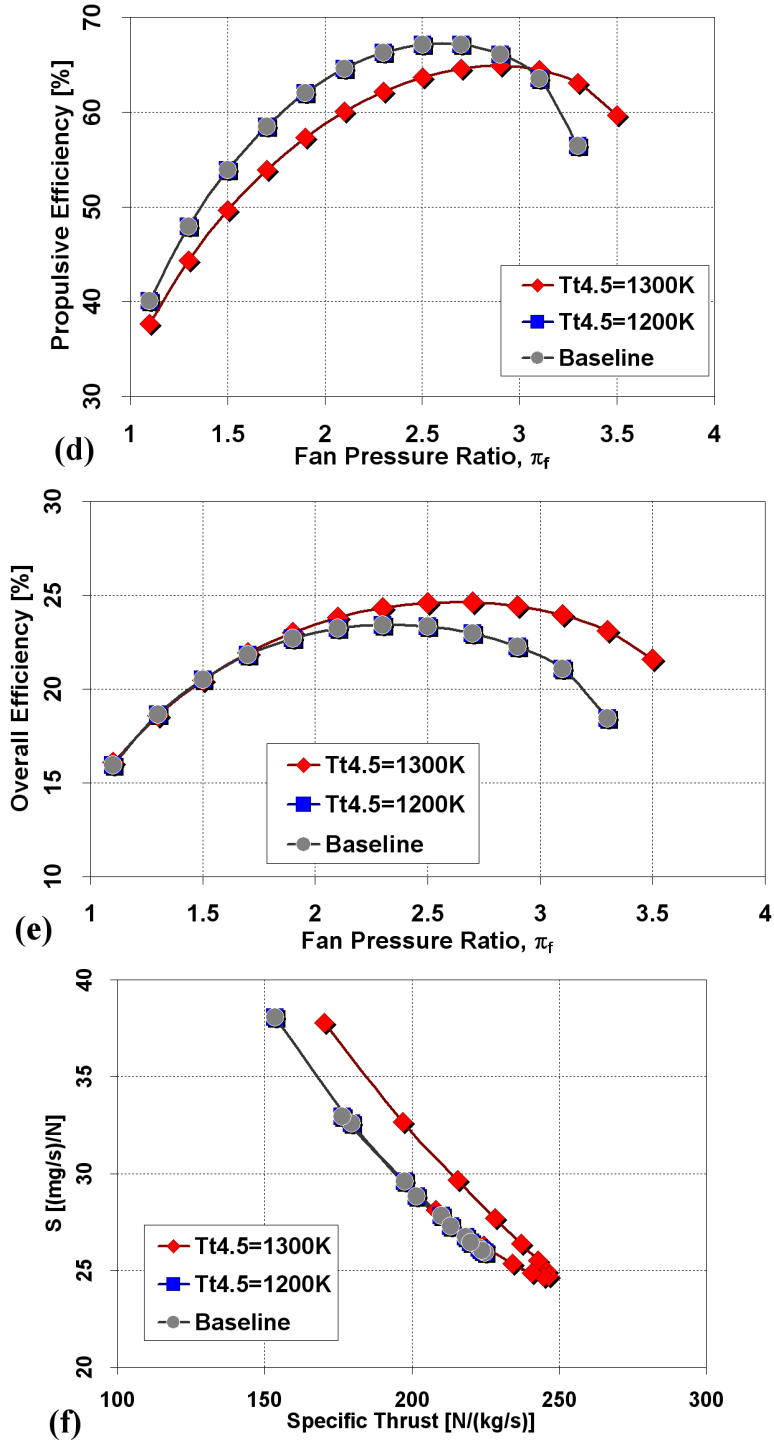 70
60
50
40
30
Propulsive Efficiency [%]
Tt4.5=1300K
Tt4.5=1200K
Baseline
1 1.5 2 2.5 3 3.5 4
(d)
Fan Pressure Ratio, πf
30
25
20
15
10
Overall Efficiency [%]
Tt4.5=1300K
Tt4.5=1200K
Baseline
1 1.5 2 2.5 3 3.5 4
(e)
Fan Pressure Ratio, πf
40
35
30
25
20
S [(mg/s)/N]
Tt4.5=1300K
Tt4.5=1200K
Baseline
100 150 200 250 300
(f)
Specific Thrust [N/(kg/s)]